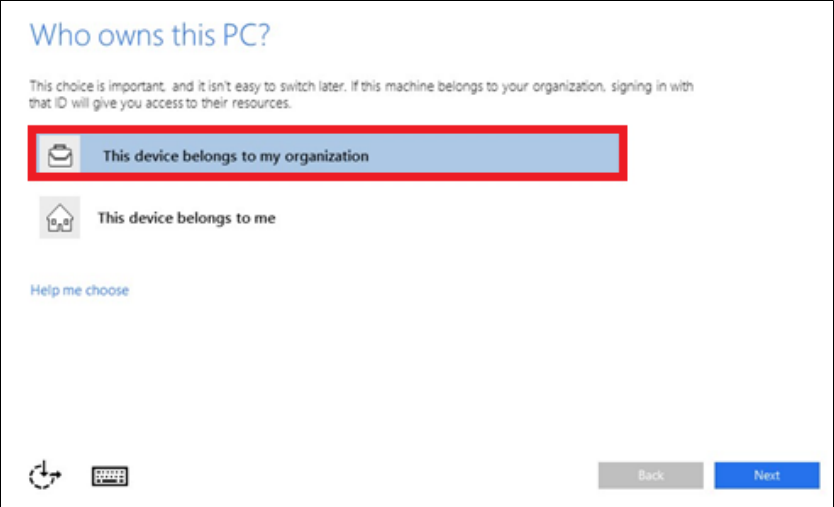 Who owns this PC?
This choice is important, and it isn't easy to switch later. If this machine belongs to your organization, signing in with
that ID will give you access to their resources.
This device belongs to my organization
This device belongs to me
Help me choose
Back
Next